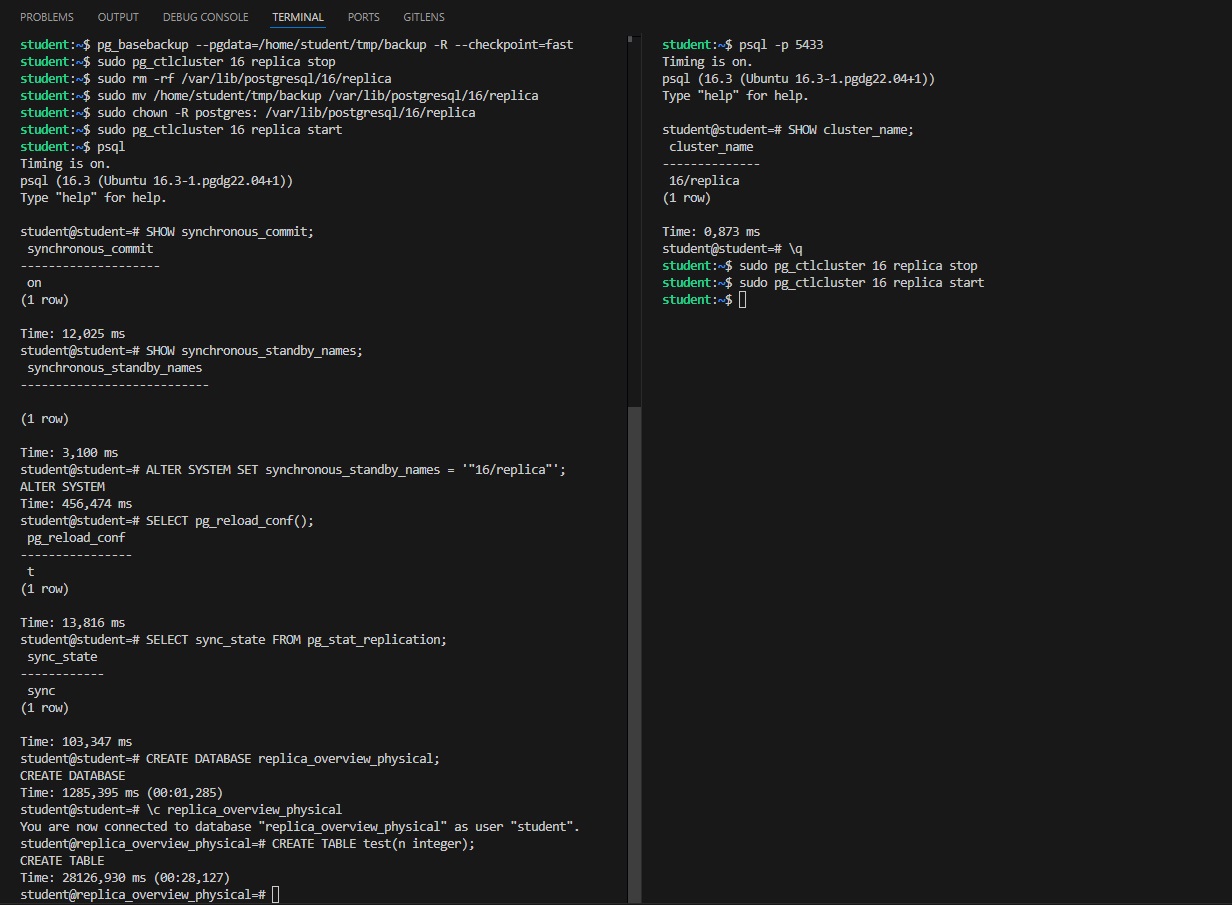 PROBLEMS OUTPUT DEBUG CONSOLE TERMINAL PORTS GITLENS
student:~$ pg_basebackup --pgdata=/home/student/tmp/backup -R --checkpoint=fast
student:~$ sudo pg_ctlcluster 16 replica stop
student:~$ sudo rm -rf /var/lib/postgresql/16/replica
student:~$ sudo mv /home/student/tmp/backup /var/lib/postgresql/16/replica
student:~$ sudo chown -R postgres: /var/lib/postgresql/16/replica
student:~$ sudo pg_ctlcluster 16 replica start
student:~$ psql
Timing is on.
psql (16.3 (Ubuntu 16.3-1.pgdg22.04+1))
Type "help" for help.
student@student=# SHOW synchronous_commit;
synchronous_commit
--------------------
on
(1 row)
Time: 12,025 ms
student@student=# SHOW synchronous_standby_names;
synchronous_standby_names
---------------------------
(1 row)
Time: 3,100 ms
student@student=# ALTER SYSTEM SET synchronous_standby_names = '"16/replica"';
ALTER SYSTEM
Time: 456,474 ms
student@student=# SELECT pg_reload_conf();
pg_reload_conf
----------------
t
(1 row)
Time: 13,816 ms
student@student=# SELECT sync_state FROM pg_stat_replication;
sync_state
------------
sync
(1 row)
Time: 103,347 ms
student@student=# CREATE DATABASE replica_overview_physical;
CREATE DATABASE
Time: 1285,395 ms (00:01,285)
student@student=# \c replica_overview_physical
You are now connected to database "replica_overview_physical" as user "student".
student@replica_overview_physical=# CREATE TABLE test(n integer);
CREATE TABLE
Time: 28126,930 ms (00:28,127)
student@replica_overview_physical=#
student:~$ psql -p 5433
Timing is on.
psql (16.3 (Ubuntu 16.3-1.pgdg22.04+1))
Type "help" for help.
student@student=# SHOW cluster_name;
cluster_name
--------------
16/replica
(1 row)
Time: 0,873 ms
student@student=# \q
student:~$ sudo pg_ctlcluster 16 replica stop
student:~$ sudo pg_ctlcluster 16 replica start
student:~$